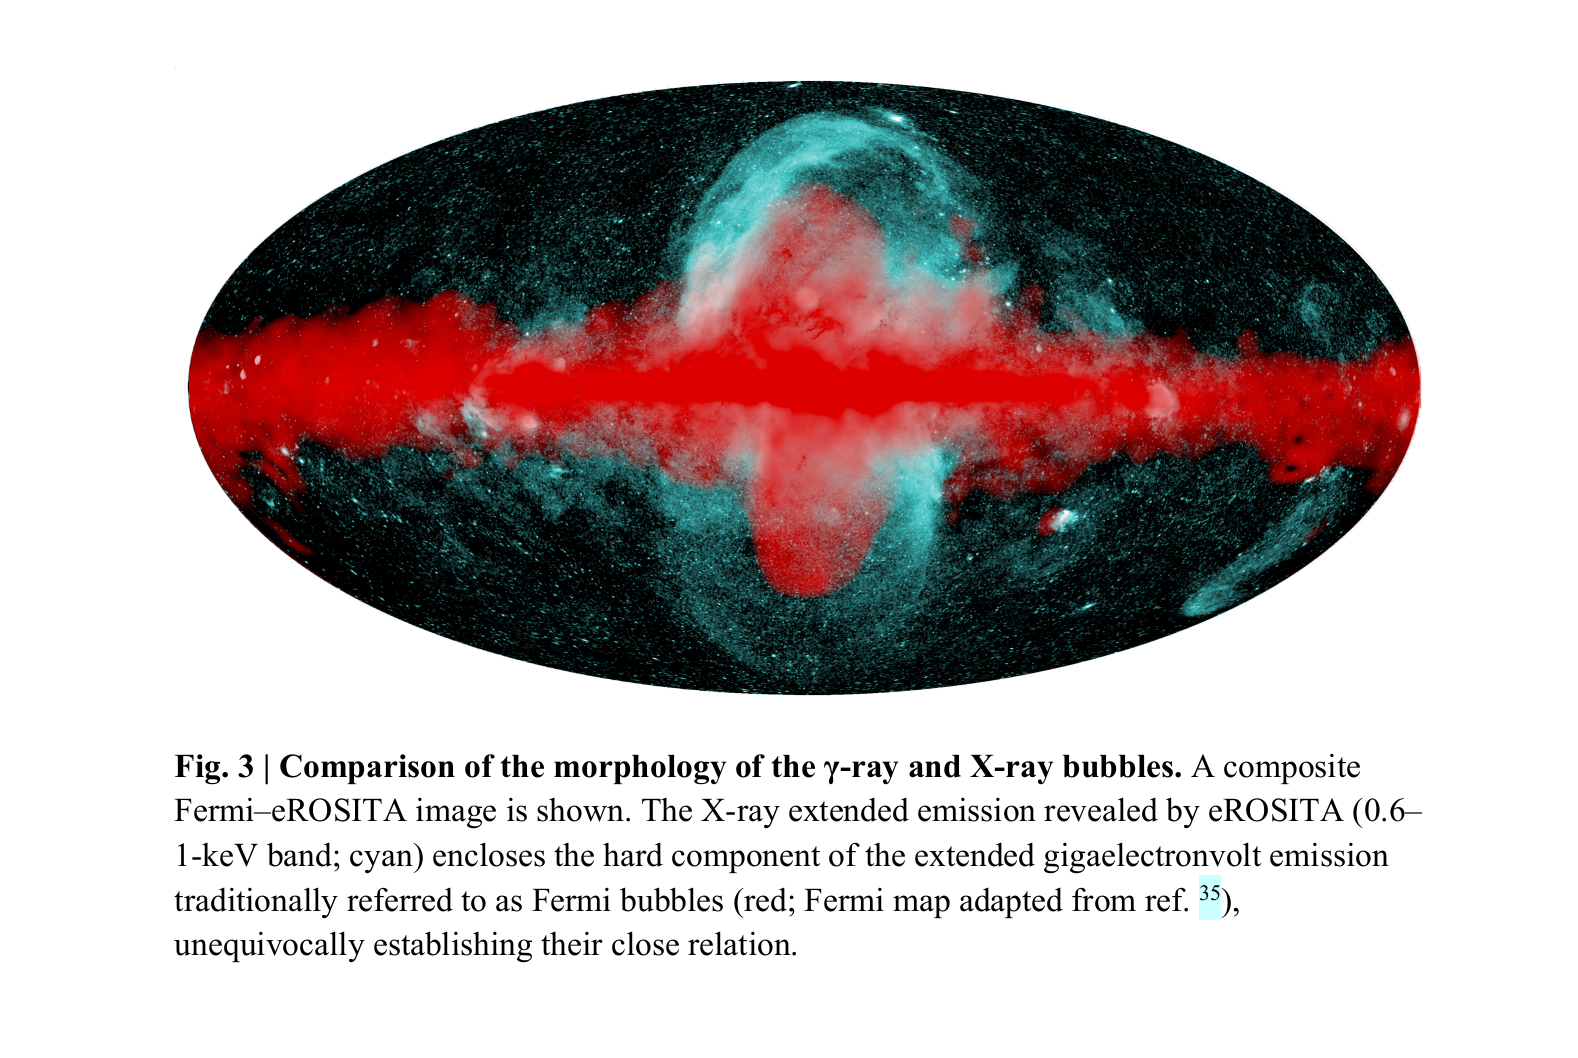 Fig. 3 | Comparison of the morphology of the γ-ray and X-ray bubbles. A composite
Fermi–eROSITA image is shown. The X-ray extended emission revealed by eROSITA (0.6–
1-keV band; cyan) encloses the hard component of the extended gigaelectronvolt emission
traditionally referred to as Fermi bubbles (red; Fermi map adapted from ref. 35),
unequivocally establishing their close relation.